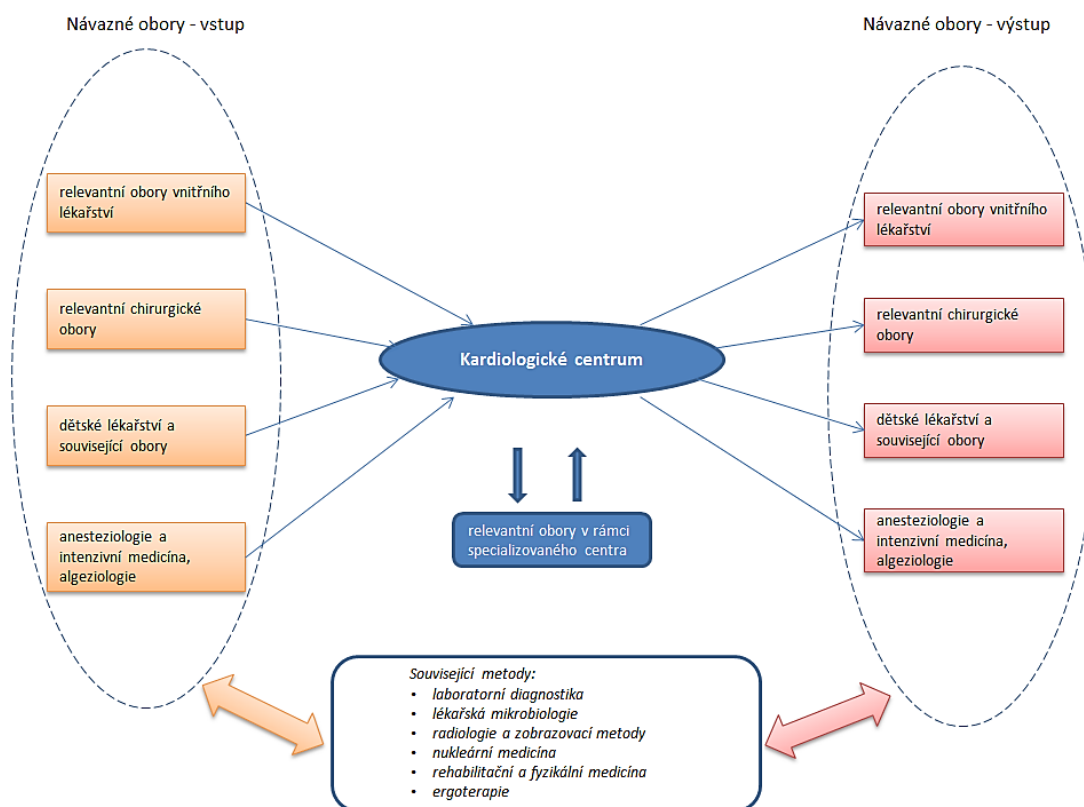 Návazné obory - vstup
Návazné obory - výstup
relevantní obory vnitřního
lékařství
relevantní chirurgické
obory
dětské lékařství a
související obory
anesteziologie a
intenzivní medicína,
algeziologie
Kardiologické centrum
relevantní obory v rámci
specializovaného centra
relevantní obory vnitřního
lékařství
relevantní chirurgické
obory
dětské lékařství a
související obory
anesteziologie a
intenzivní medicína,
algeziologie
Související metody:
• laboratorní diagnostika
• lékařská mikrobiologie
• radiologie a zobrazovací metody
• nukleární medicína
• rehabilitační a fyzikální medicína
• ergoterapie